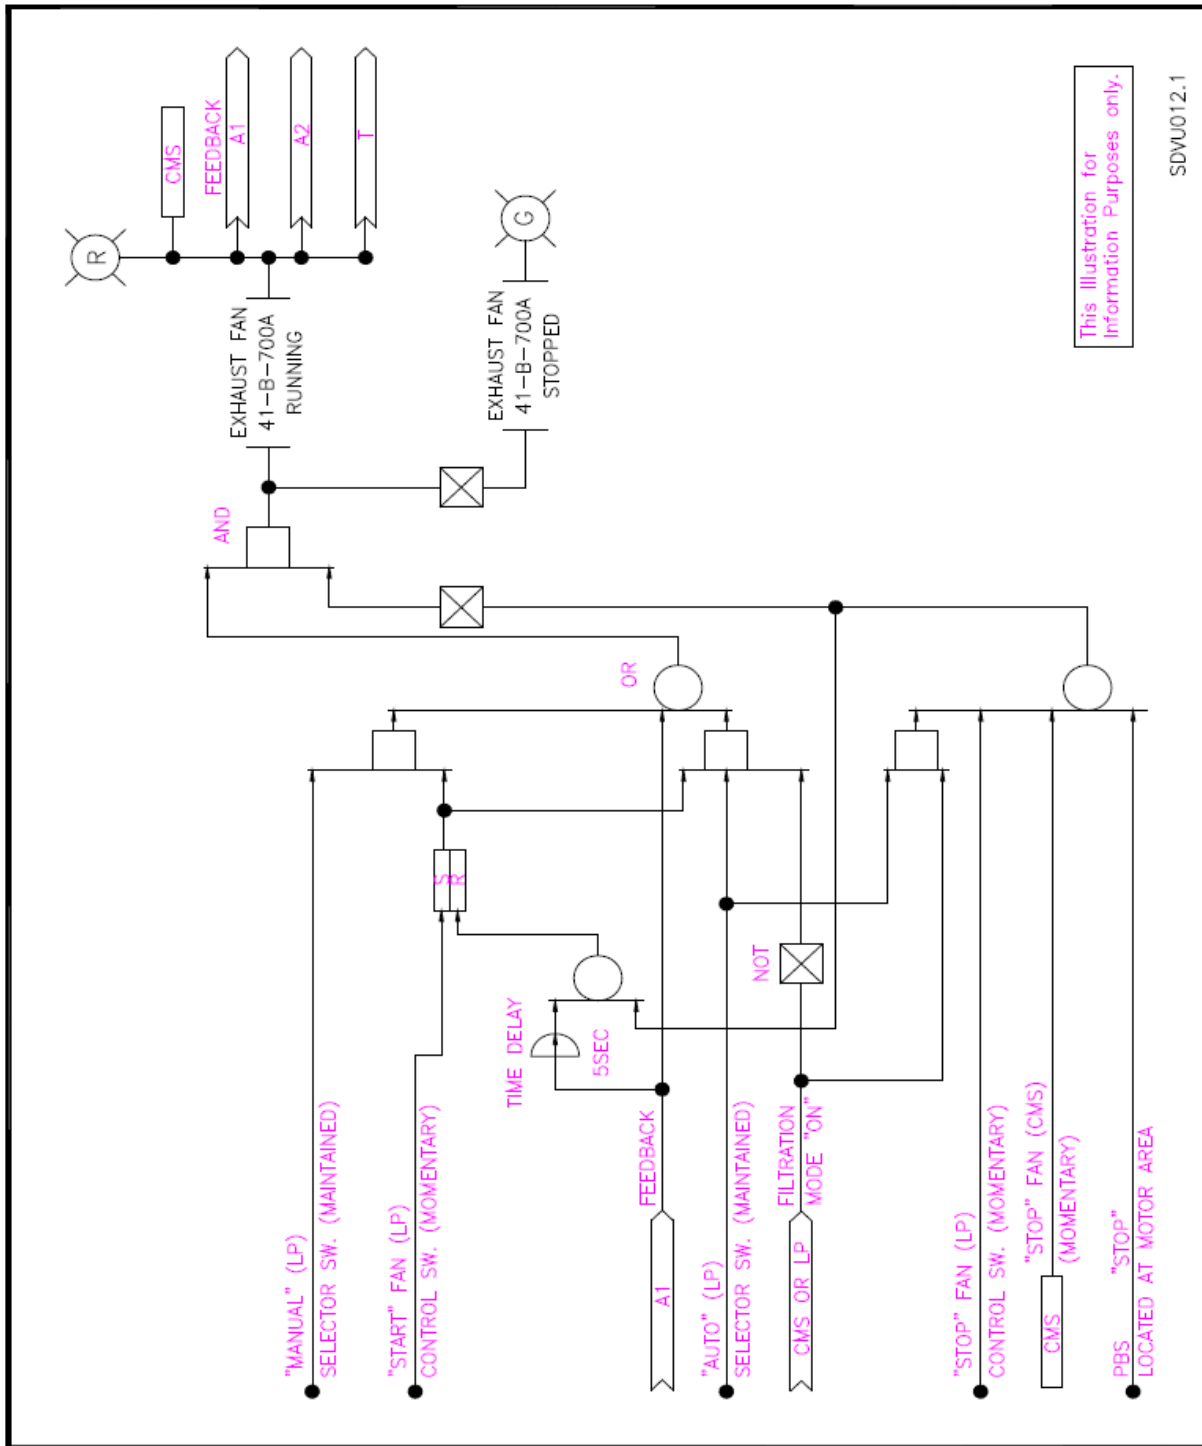 "MANUAL" (LP)
SELECTOR SW. (MAINTAINED)
"START" FAN (LP)
CONTROL SW. (MOMENTARY)
A1
FEEDBACK
"AUTO" (LP)
SELECTOR SW. (MAINTAINED)
CMS OR LP
FILTRATION
MODE "ON"
"STOP" FAN (LP)
CONTROL SW. (MOMENTARY)
CMS
"STOP" FAN (CMS)
(MOMENTARY)
PBS "STOP"
LOCATED AT MOTOR AREA
TIME DELAY
5SEC
S
R
NOT
OR
AND
EXHAUST FAN
41-B-700A
RUNNING
EXHAUST FAN
41-B-700A
STOPPED
R
G
CMS
FEEDBACK
A1
A2
T
This Illustration for
Information Purposes only.
SDVU012.1